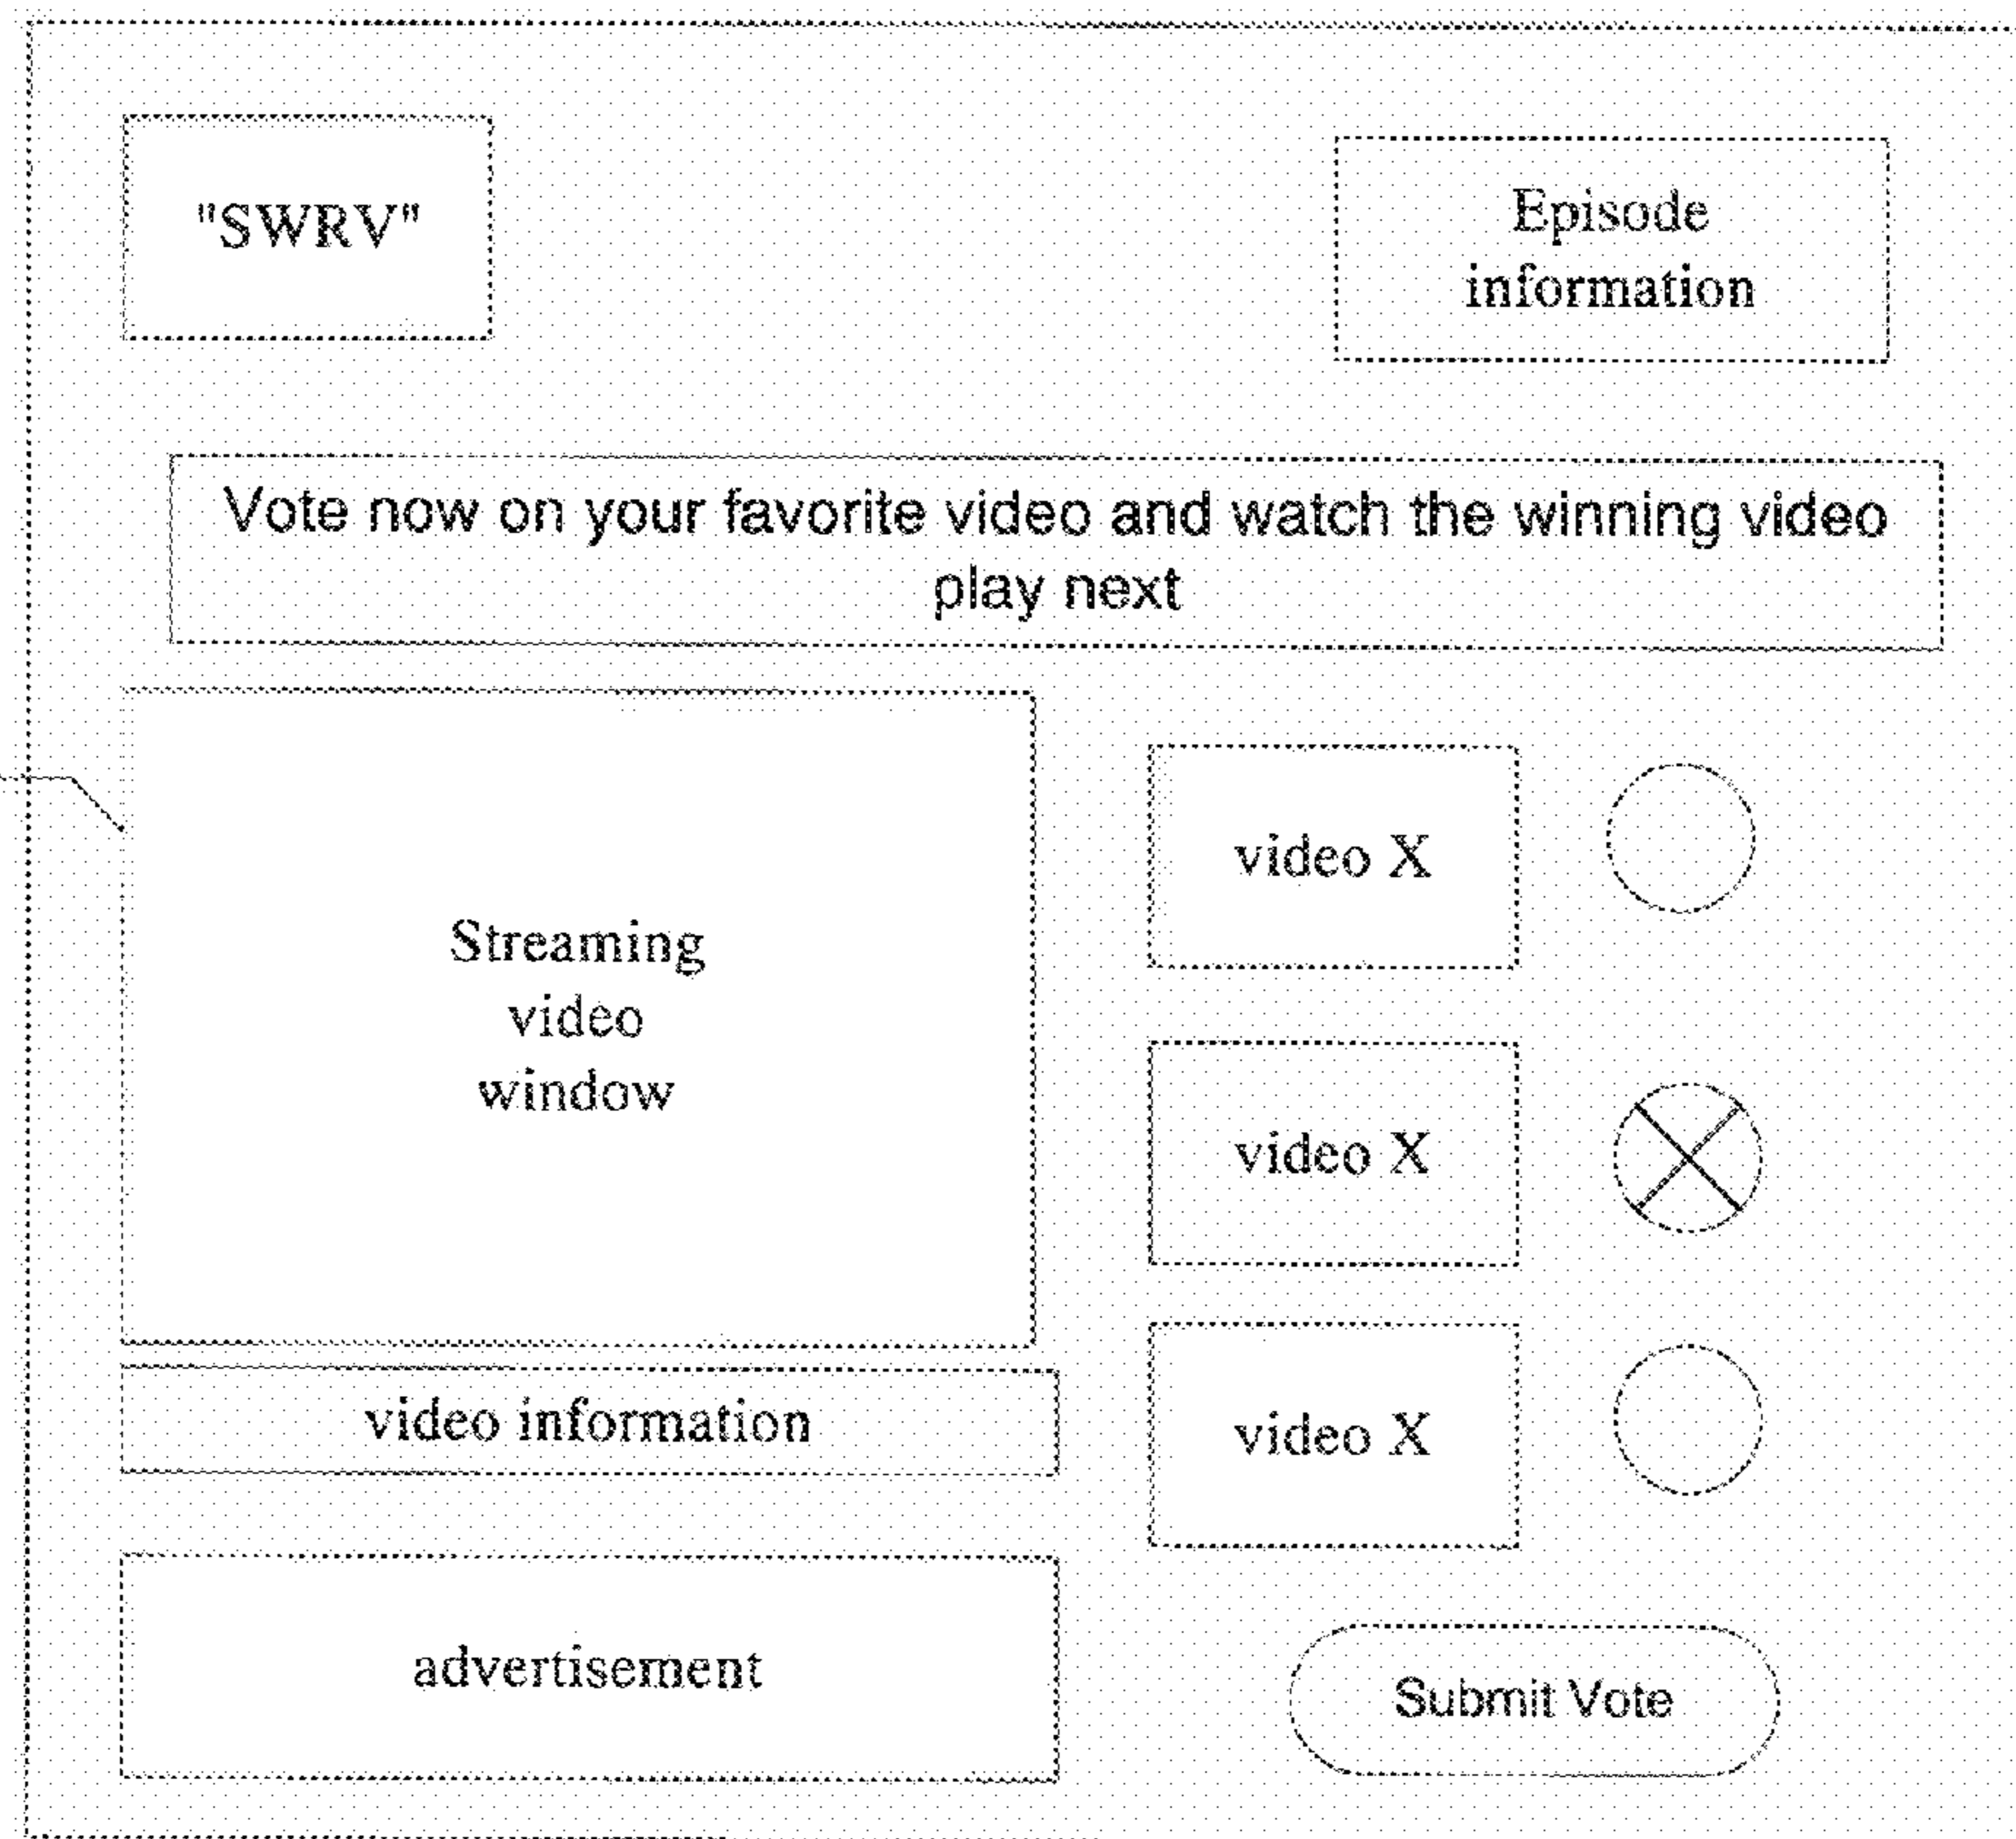 "SWRV"
Episode
information
Vote now on your favorite video and watch the winning video
play next
Streaming
video
window
video X
video X
video X
video information
advertisement
Submit Vote